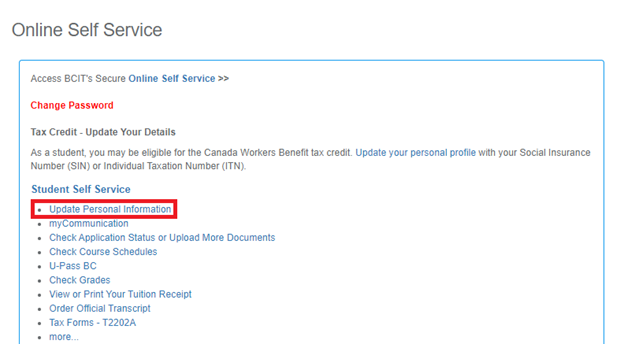 Online Self Service
Access BCIT's Secure Online Self Service >>
Change Password
Tax Credit - Update Your Details
As a student, you may be eligible for the Canada Workers Benefit tax credit. Update your personal profile with your Social Insurance
Number (SIN) or Individual Taxation Number (ITN).
Student Self Service
Update Personal Information
myCommunication
Check Application Status or Upload More Documents
Check Course Schedules
U-Pass BC
Check Grades
View or Print Your Tuition Receipt
Order Official Transcript
Tax Forms - T2202A
more...